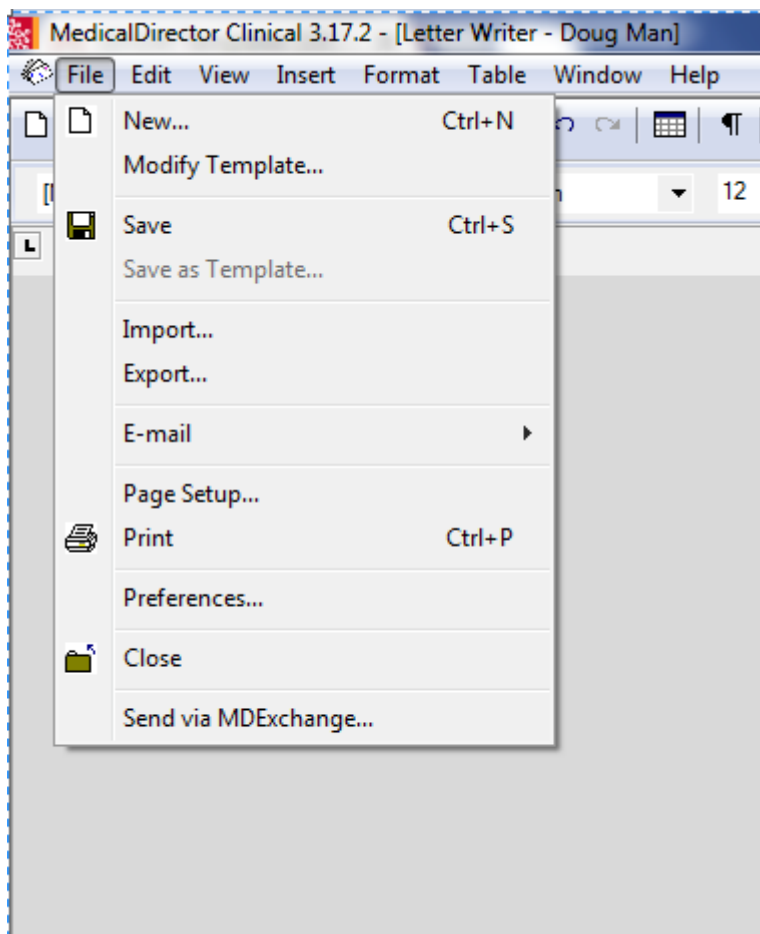 MedicalDirector Clinical 3.17.2 - [Letter Writer - Doug Man]
File Edit View Insert Format Table Window Help
New... Ctrl+N
Modify Template...
12
Save Ctrl+S
Save as Template...
Import...
Export...
E-mail
Page Setup...
Print Ctrl+P
Preferences...
Close
Send via MDExchange...